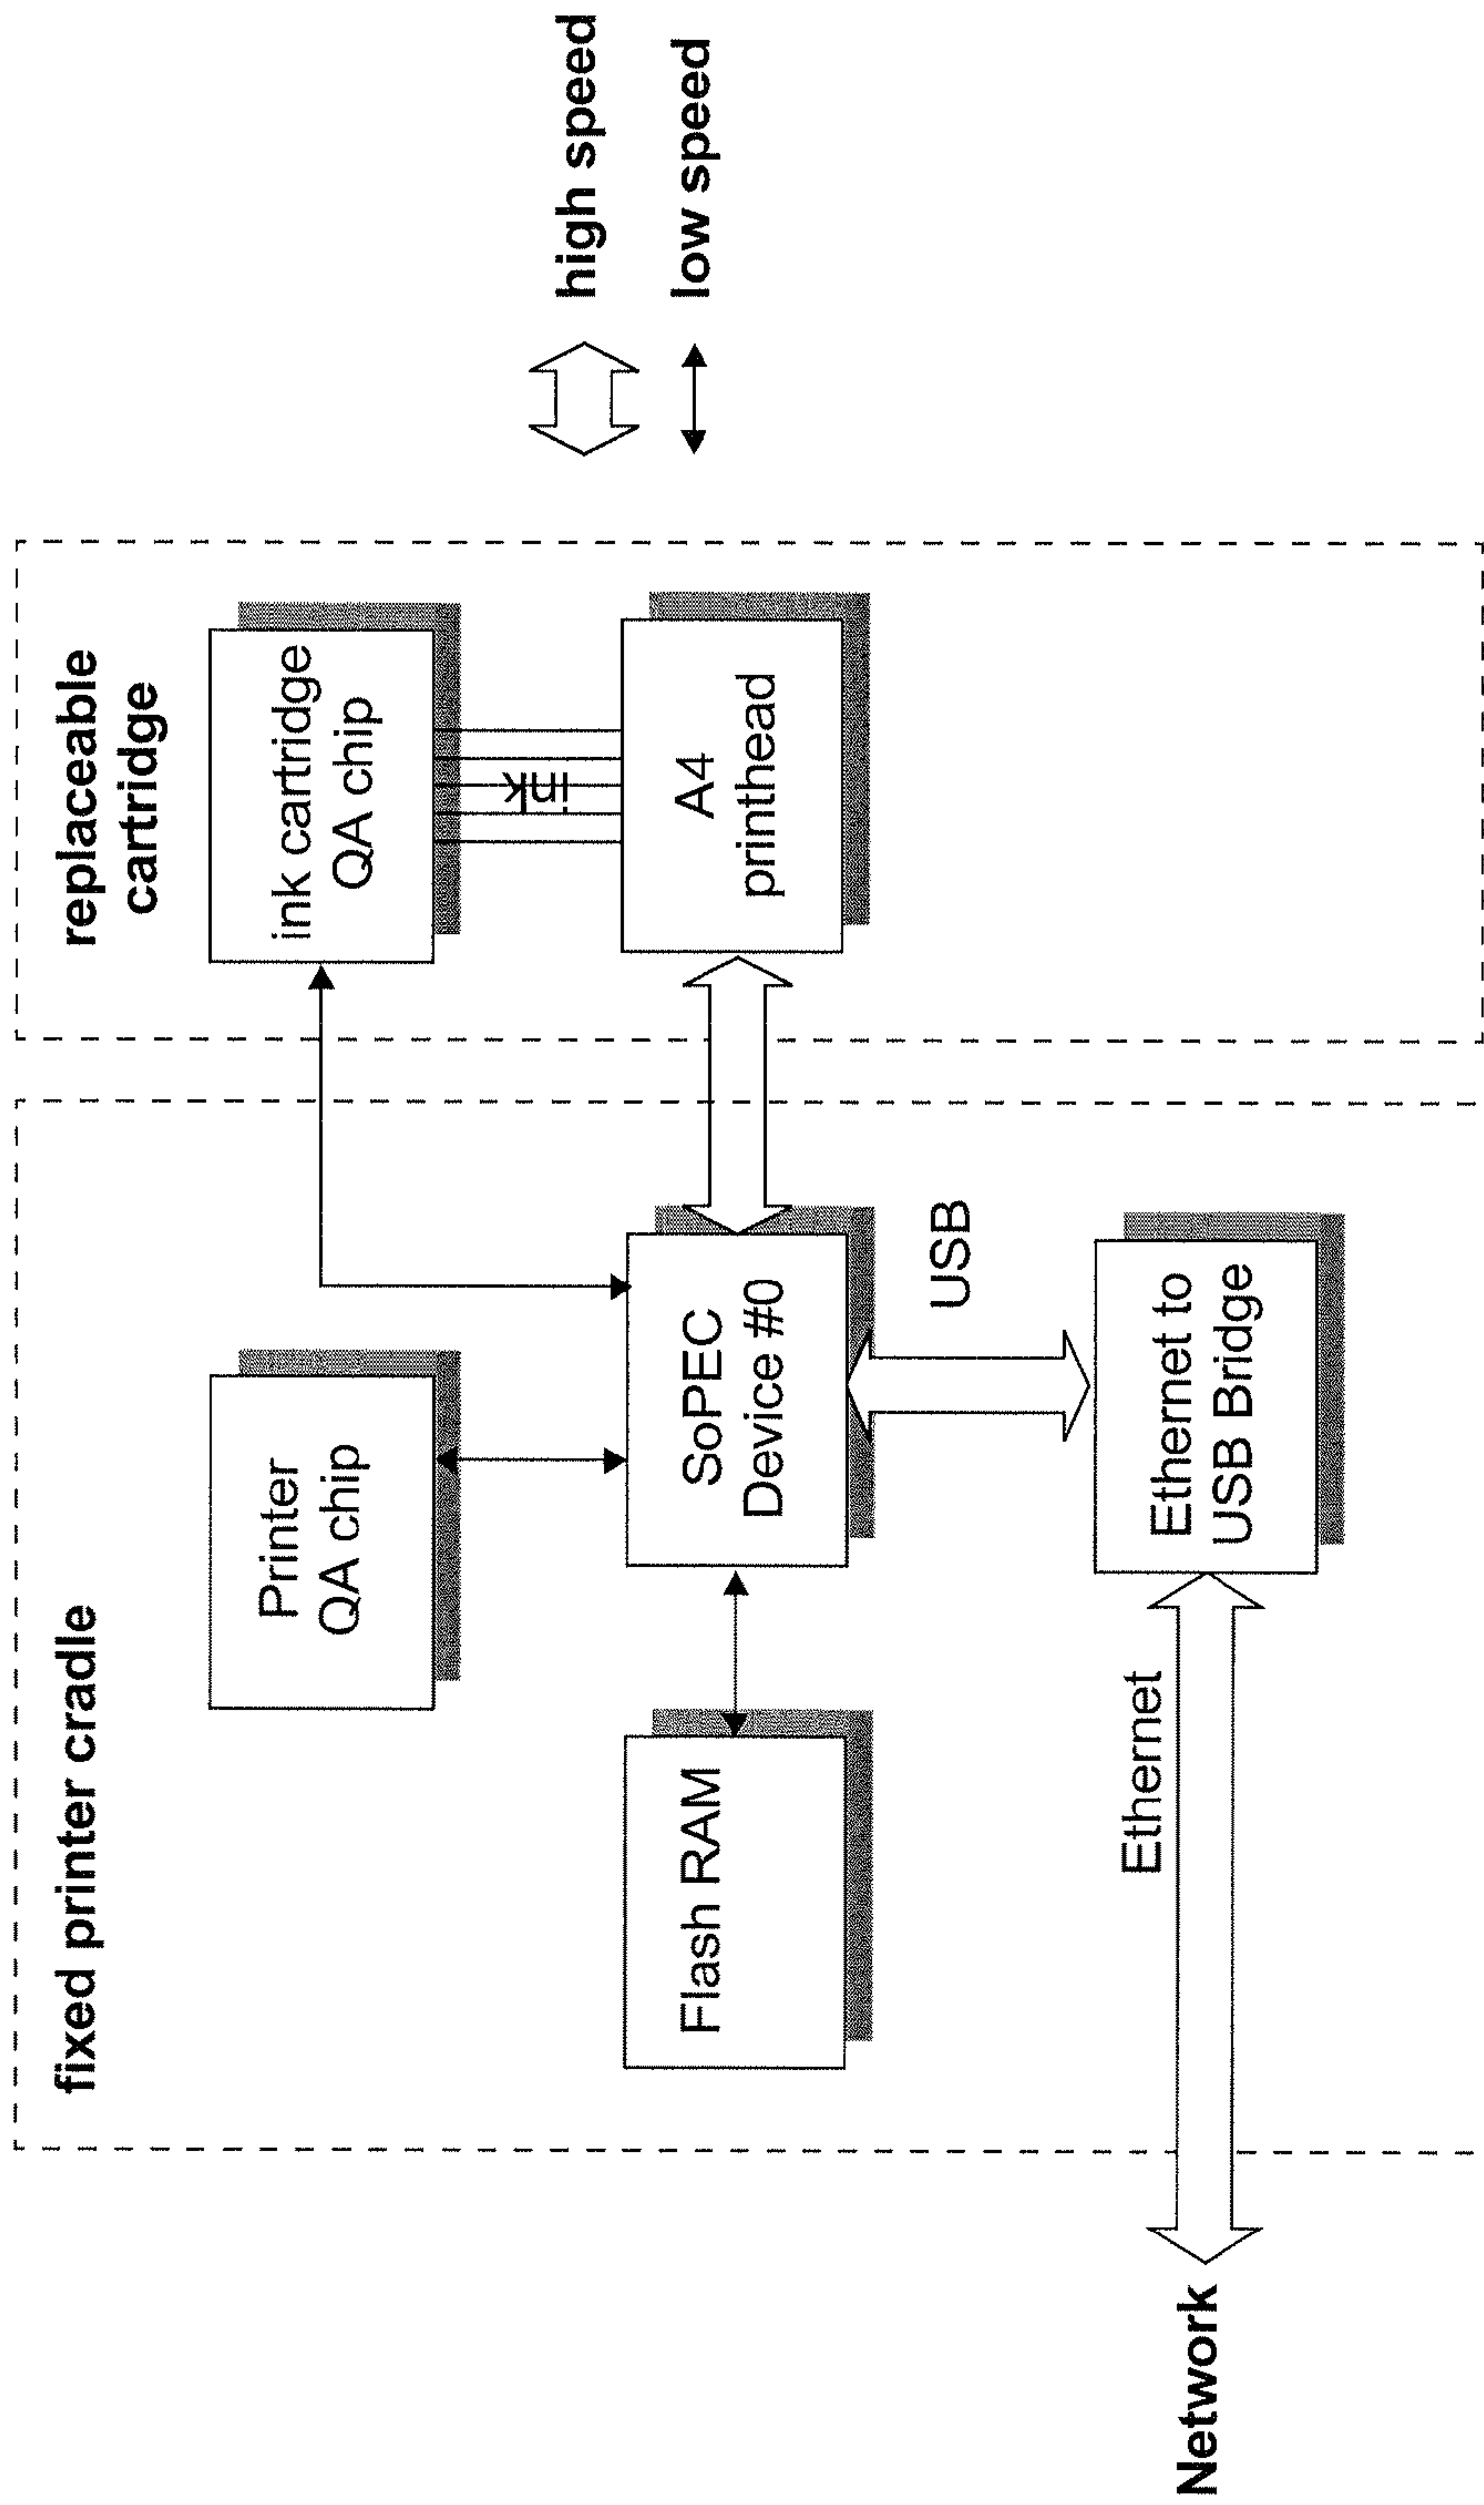 fixed printer cradle
replaceable
cartridge
Printer
QA chip
ink cartridge
QA chip
ink
high speed
low speed
Flash RAM
SoPEC
Device #0
A4
printhead
USB
Ethernet
Ethernet to
USB Bridge
Network